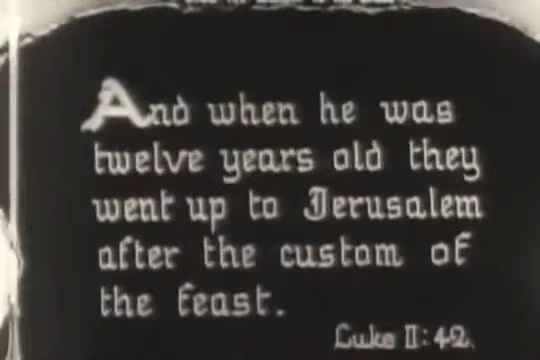 And when he was
twelve years old they
went up to Jerusalem
after the custom of
the feast.
Luke II:42.